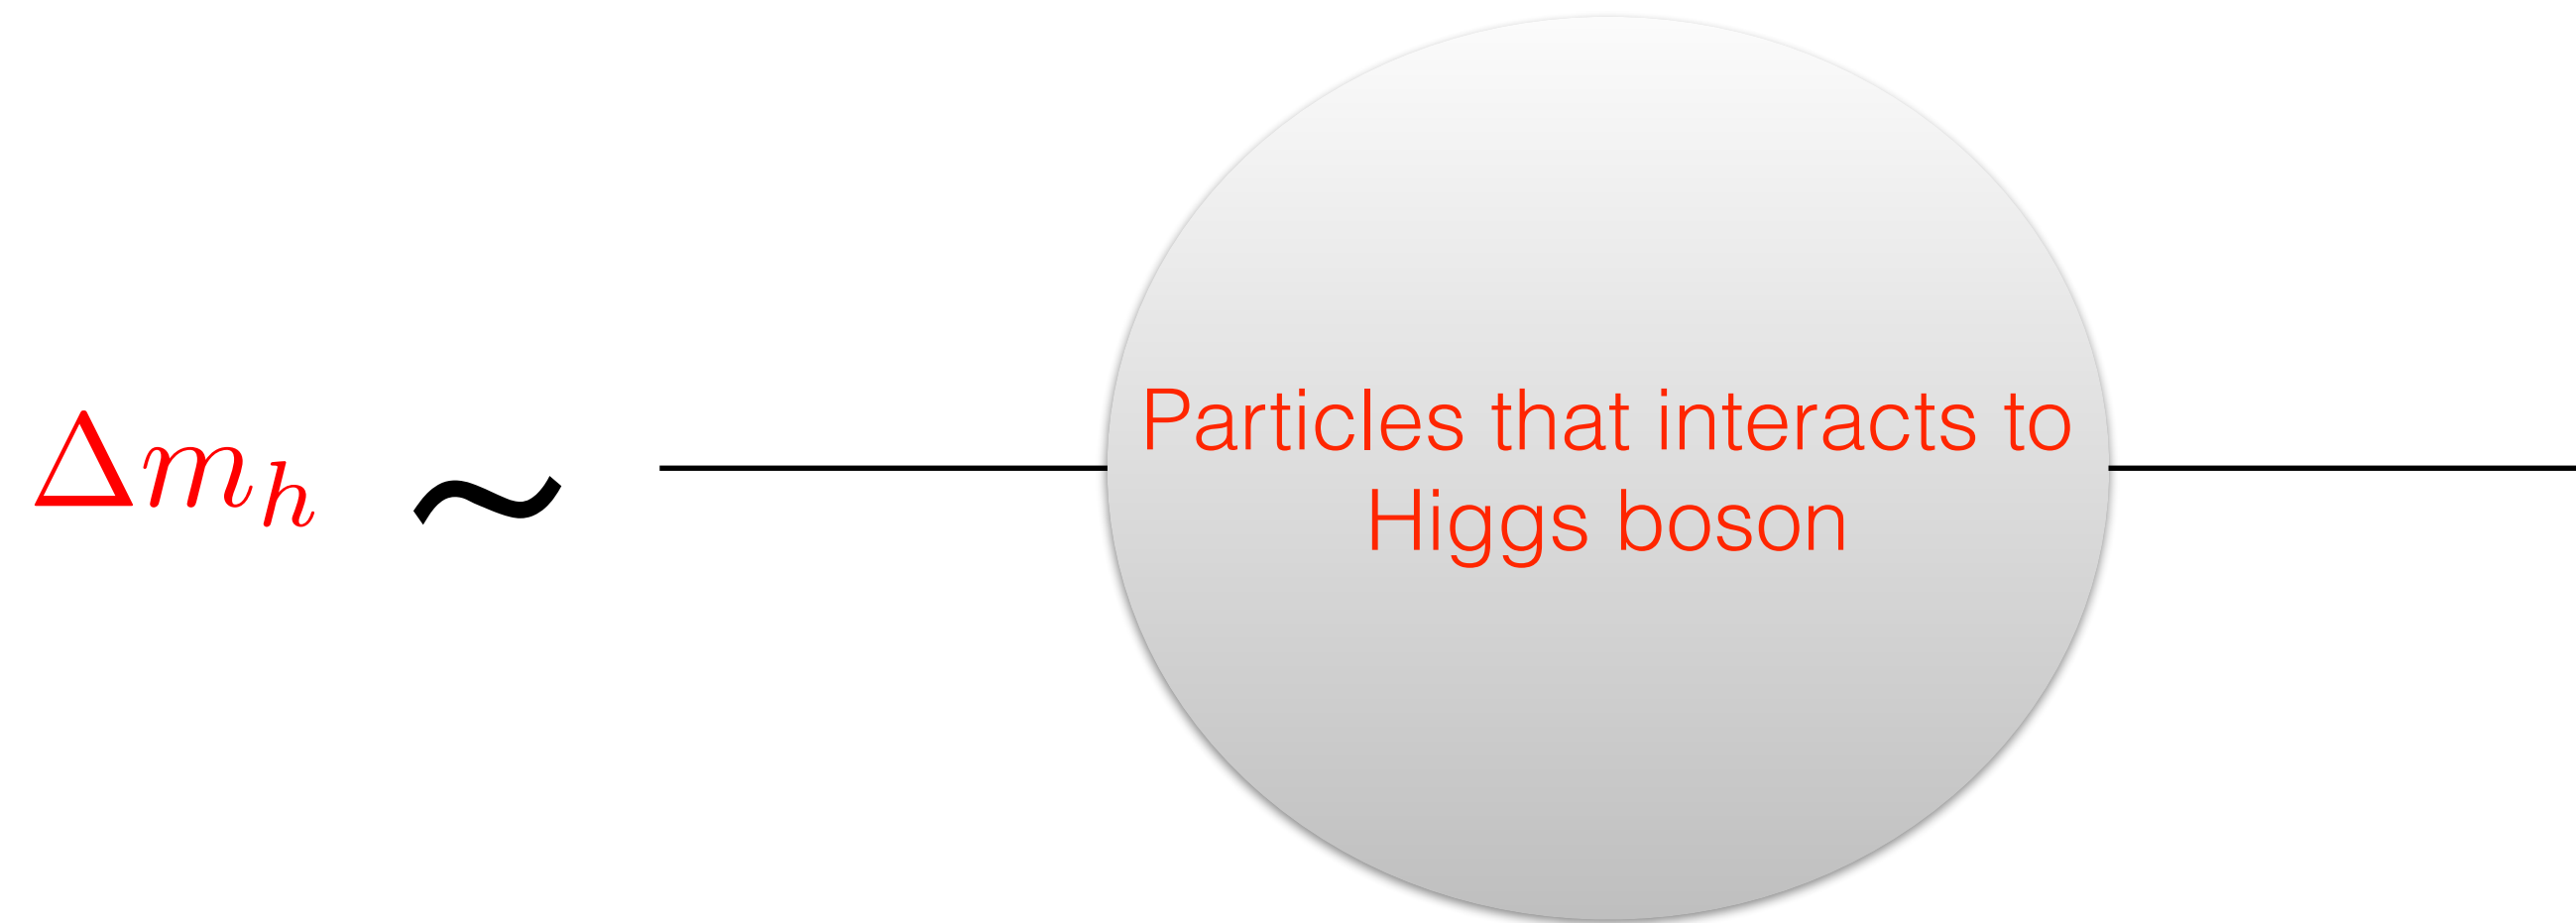 Δm_h ~
Particles that interacts to
Higgs boson